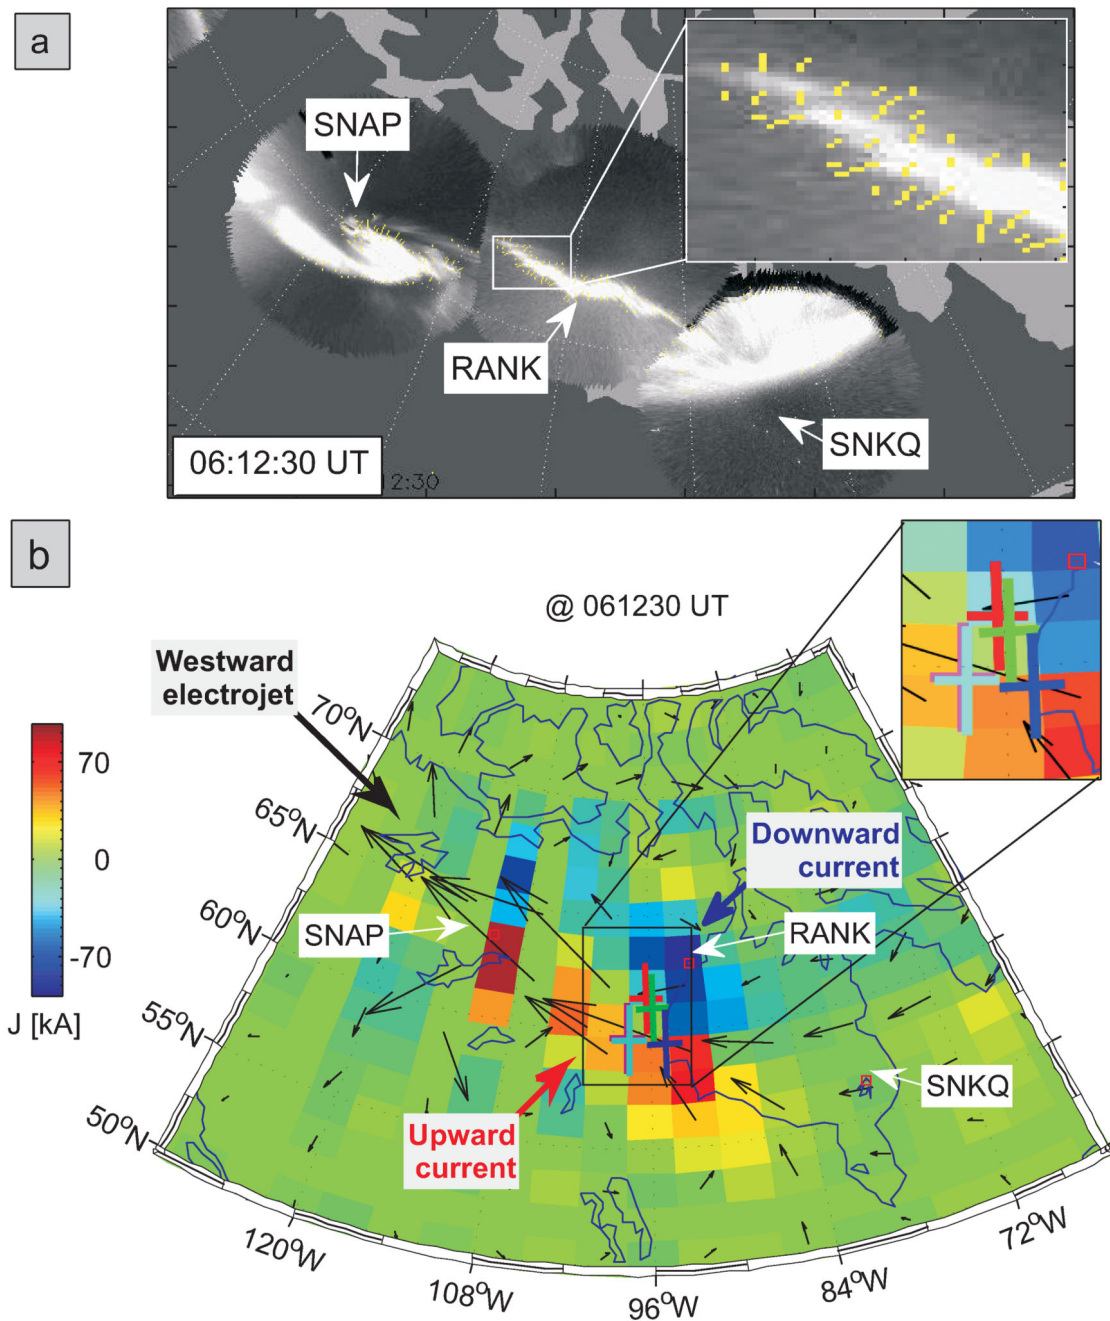 a
SNAP
RANK
SNKQ
06:12:30 UT
12:30
b
@ 061230 UT
Westward
electrojet
70°N
65°N
60°N
55°N
50°N
70
0
-70
J [kA]
Downward
current
SNAP
RANK
SNKQ
Upward
current
120°W
108°W
96°W
84°W
72°W